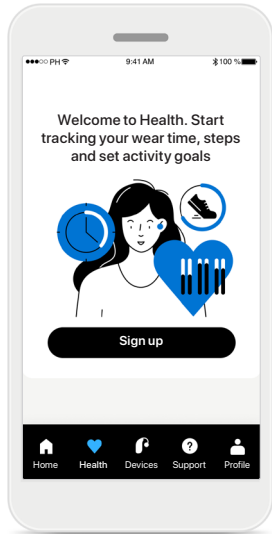 ●●●○○ PH 9:41 AM 100 %
Welcome to Health. Start
tracking your wear time, steps
and set activity goals
Sign up
?
Home Health Devices Support Profile